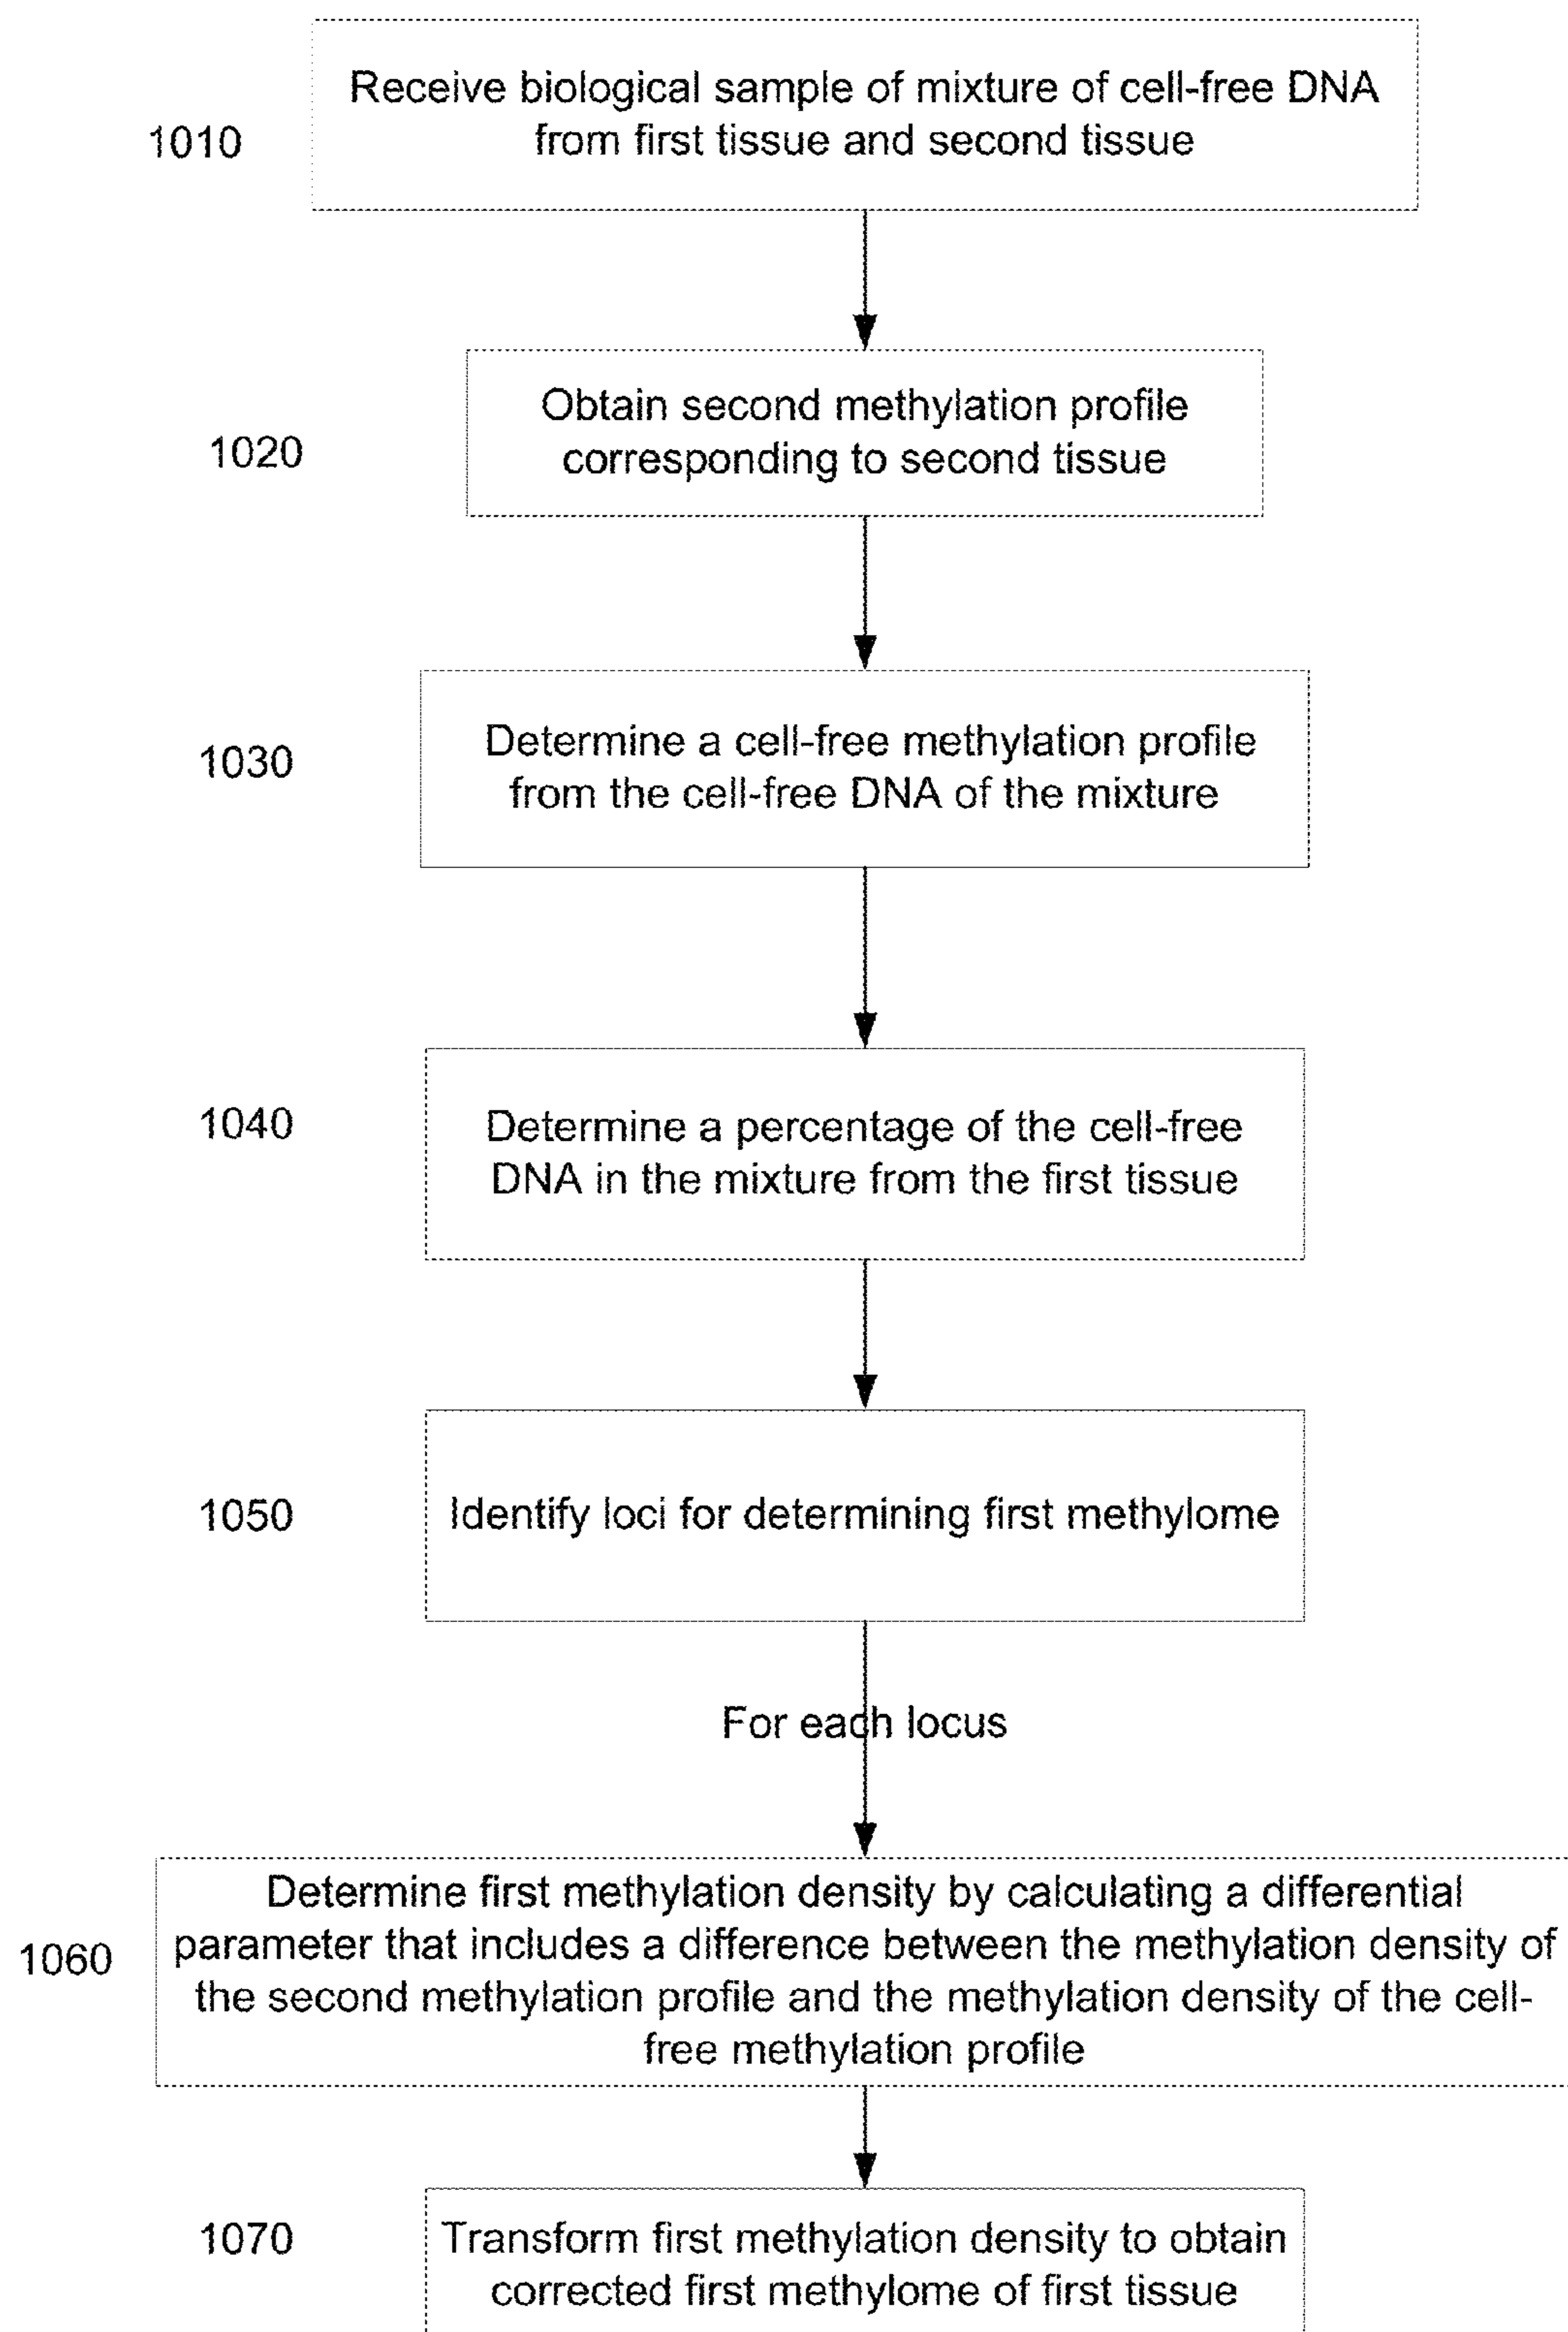 Receive biological sample of mixture of cell-free DNA
1010
from first tissue and second tissue
Obtain second methylation profile
1020
corresponding to second tissue
Determine a cell-free methylation profile
1030
from the cell-free DNA of the mixture
1040
Determine a percentage of the cell-free
DNA in the mixture from the first tissue
1050
Identify loci for determining first methylome
For each locus
Determine first methylation density by calculating a differential
parameter that includes a difference between the methylation density of
1060
the second methylation profile and the methylation density of the cell-
free methylation profile
1070
Transform first methylation density to obtain
corrected first methylome of first tissue